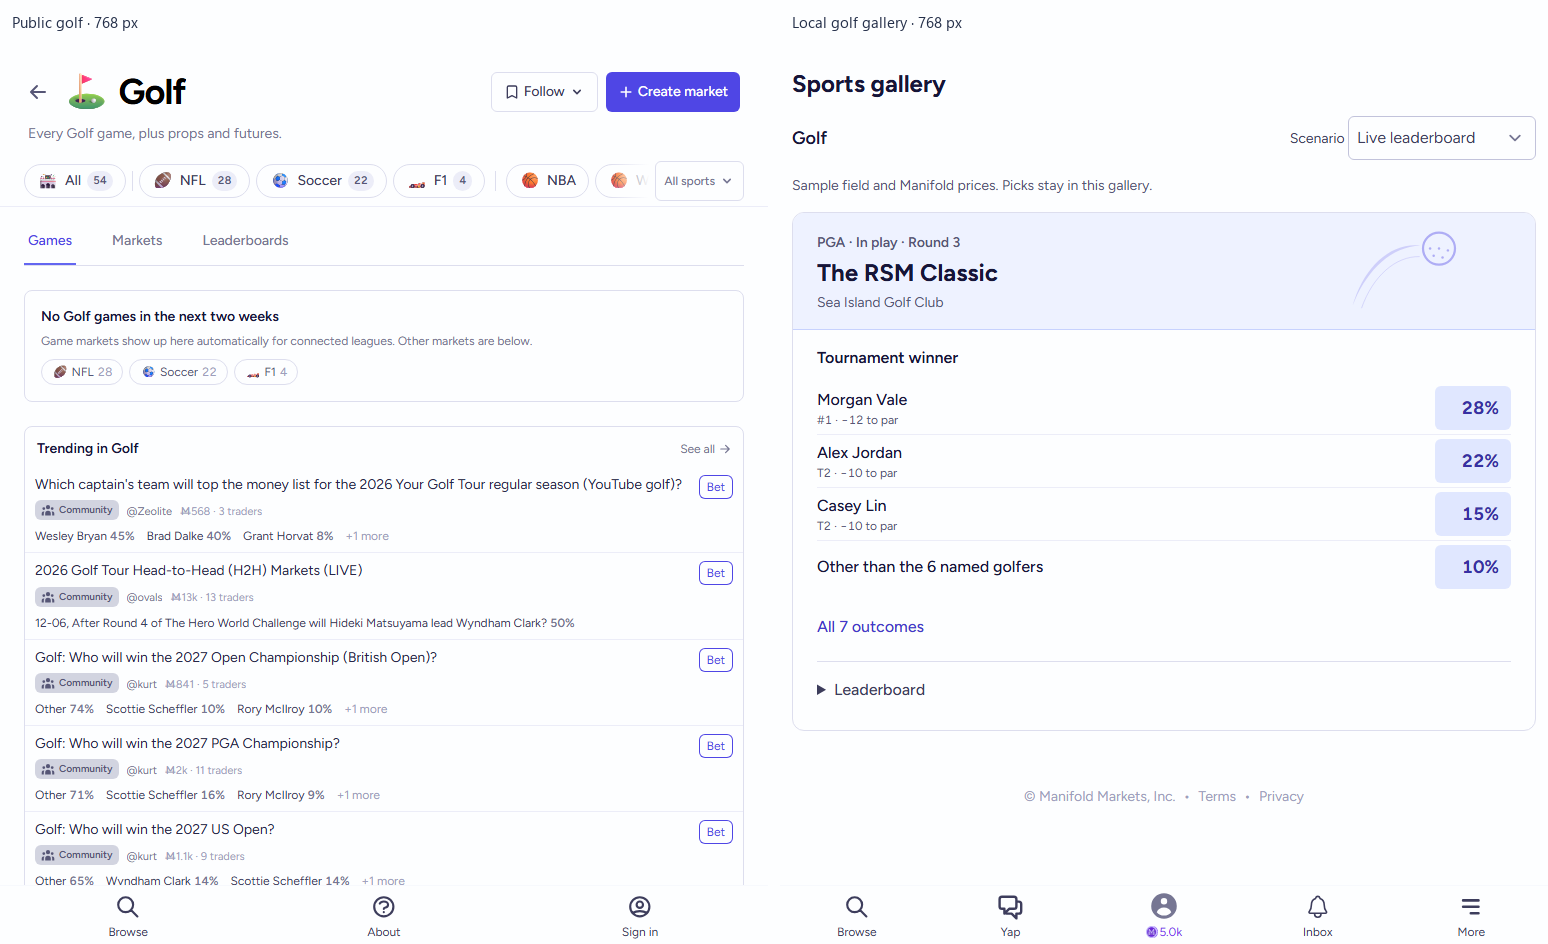 Public golf · 768 px
Golf
Follow
+ Create market
Every Golf game, plus props and futures.
All 54
NFL 28
Soccer 22
F1 4
NBA
W
All sports
Games
Markets
Leaderboards
No Golf games in the next two weeks
Game markets show up here automatically for connected leagues. Other markets are below.
NFL 28
Soccer 22
F1 4
Trending in Golf
See all →
Which captain's team will top the money list for the 2026 Your Golf Tour regular season (YouTube golf)?
Bet
Community @Zeolite M568 · 3 traders
Wesley Bryan 45% Brad Dalke 40% Grant Horvat 8% +1 more
2026 Golf Tour Head-to-Head (H2H) Markets (LIVE)
Bet
Community @ovals M13k · 13 traders
12-06, After Round 4 of The Hero World Challenge will Hideki Matsuyama lead Wyndham Clark? 50%
Golf: Who will win the 2027 Open Championship (British Open)?
Bet
Community @kurt M841 · 5 traders
Other 74% Scottie Scheffler 10% Rory McIlroy 10% +1 more
Golf: Who will win the 2027 PGA Championship?
Bet
Community @kurt M2k · 11 traders
Other 71% Scottie Scheffler 16% Rory McIlroy 9% +1 more
Golf: Who will win the 2027 US Open?
Bet
Community @kurt M1.1k · 9 traders
Other 65% Wyndham Clark 14% Scottie Scheffler 14% +1 more
Browse
About
Sign in
Local golf gallery · 768 px
Sports gallery
Golf
Scenario
Live leaderboard
Sample field and Manifold prices. Picks stay in this gallery.
PGA · In play · Round 3
The RSM Classic
Sea Island Golf Club
Tournament winner
Morgan Vale
#1 · −12 to par
28%
Alex Jordan
T2 · −10 to par
22%
Casey Lin
T2 · −10 to par
15%
Other than the 6 named golfers
10%
All 7 outcomes
Leaderboard
© Manifold Markets, Inc. • Terms • Privacy
Browse
Yap
M 5.0k
Inbox
More